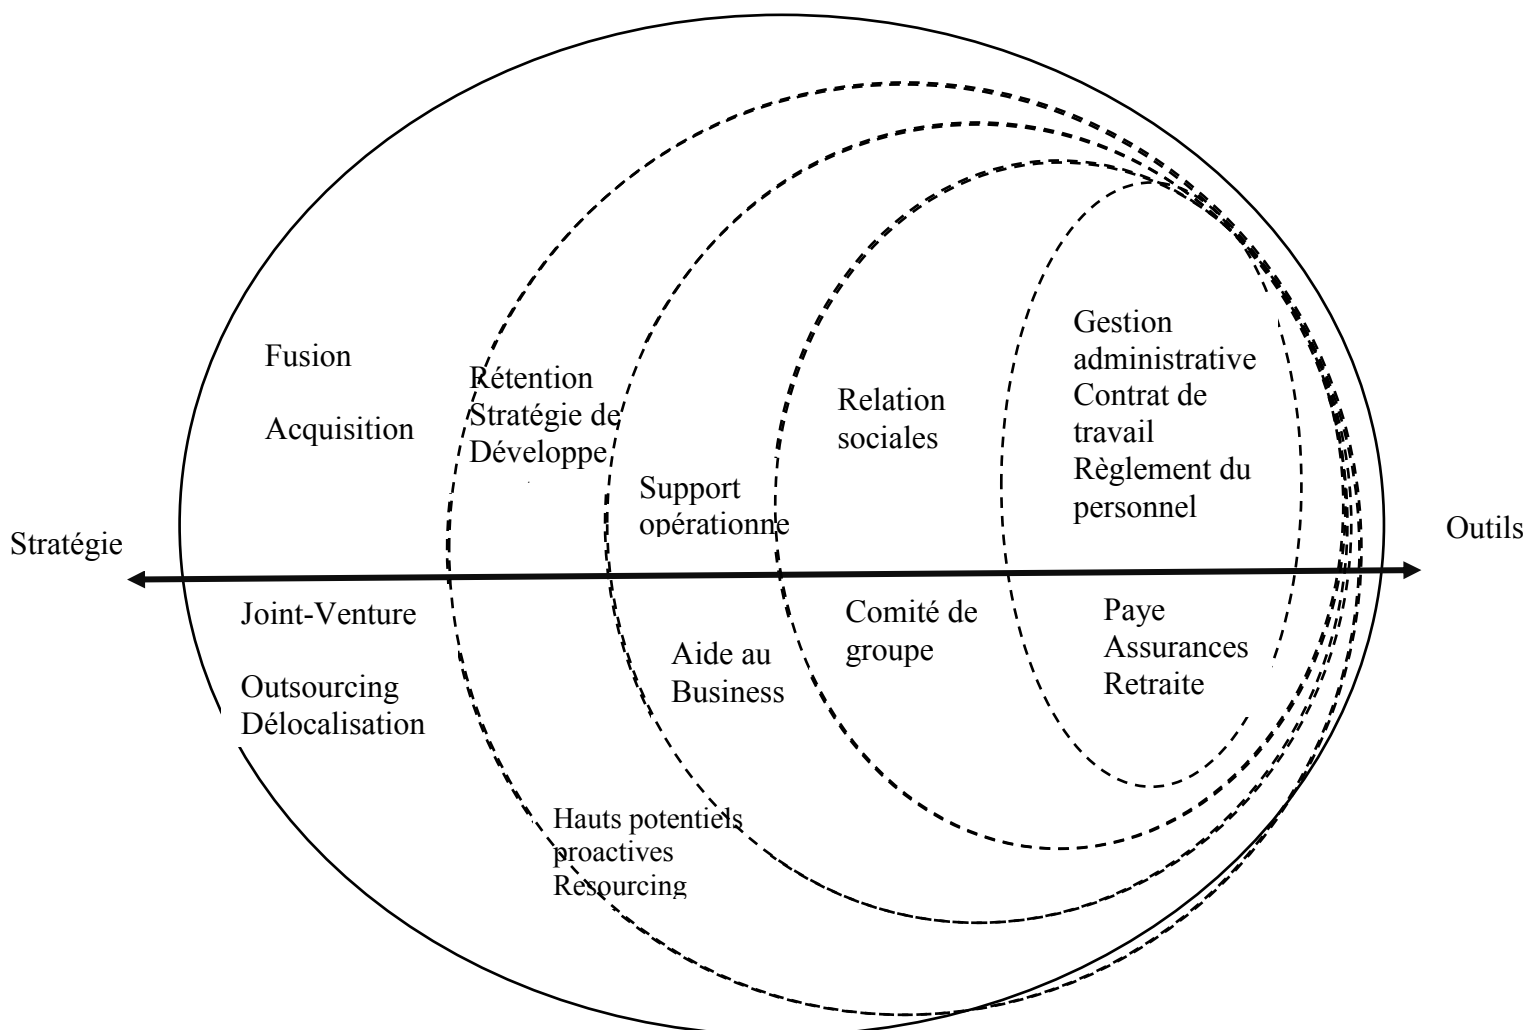 Fusion
Acquisition
Rétention
Stratégie de
Développe
Support
opérationne
Relation
sociales
Gestion
administrative
Contrat de
travail
Règlement du
personnel
Stratégie
Outils
Joint-Venture
Outsourcing
Délocalisation
Hauts potentiels
proactives
Resourcing
Aide au
Business
Comité de
groupe
Paye
Assurances
Retraite